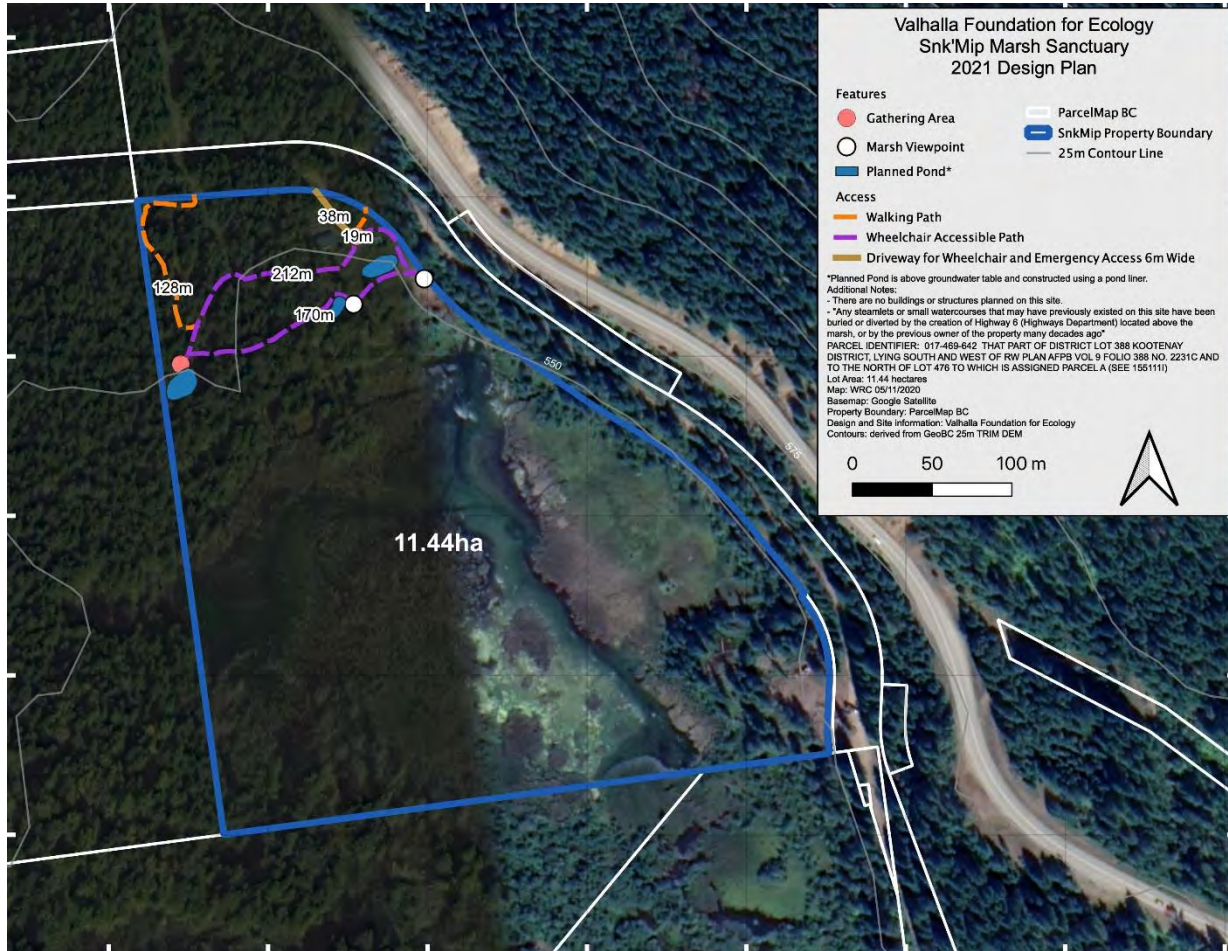 Valhalla Foundation for Ecology
Snk'Mip Marsh Sanctuary
2021 Design Plan
Features
Gathering Area
Marsh Viewpoint
Planned Pond*
ParcelMap BC
SnkMip Property Boundary
25m Contour Line
Access
Walking Path
Wheelchair Accessible Path
Driveway for Wheelchair and Emergency Access 6m Wide
*Planned Pond is above groundwater table and constructed using a pond liner.
Additional Notes:
- There are no buildings or structures planned on this site.
- "Any steamlets or small watercourses that may have previously existed on this site have been
buried or diverted by the creation of Highway 6 (Highways Department) located above the
marsh, or by the previous owner of the property many decades ago"
PARCEL IDENTIFIER: 017-469-642 THAT PART OF DISTRICT LOT 388 KOOTENAY
DISTRICT, LYING SOUTH AND WEST OF RW PLAN AFPB VOL 9 FOLIO 388 NO. 2231C AND
TO THE NORTH OF LOT 476 TO WHICH IS ASSIGNED PARCEL A (SEE 155111I)
Lot Area: 11.44 hectares
Map: WRC 05/11/2020
Basemap: Google Satellite
Property Boundary: ParcelMap BC
Design and Site information: Valhalla Foundation for Ecology
Contours: derived from GeoBC 25m TRIM DEM
0 50 100 m
38m
19m
212m
128m
170m
550
575
11.44ha